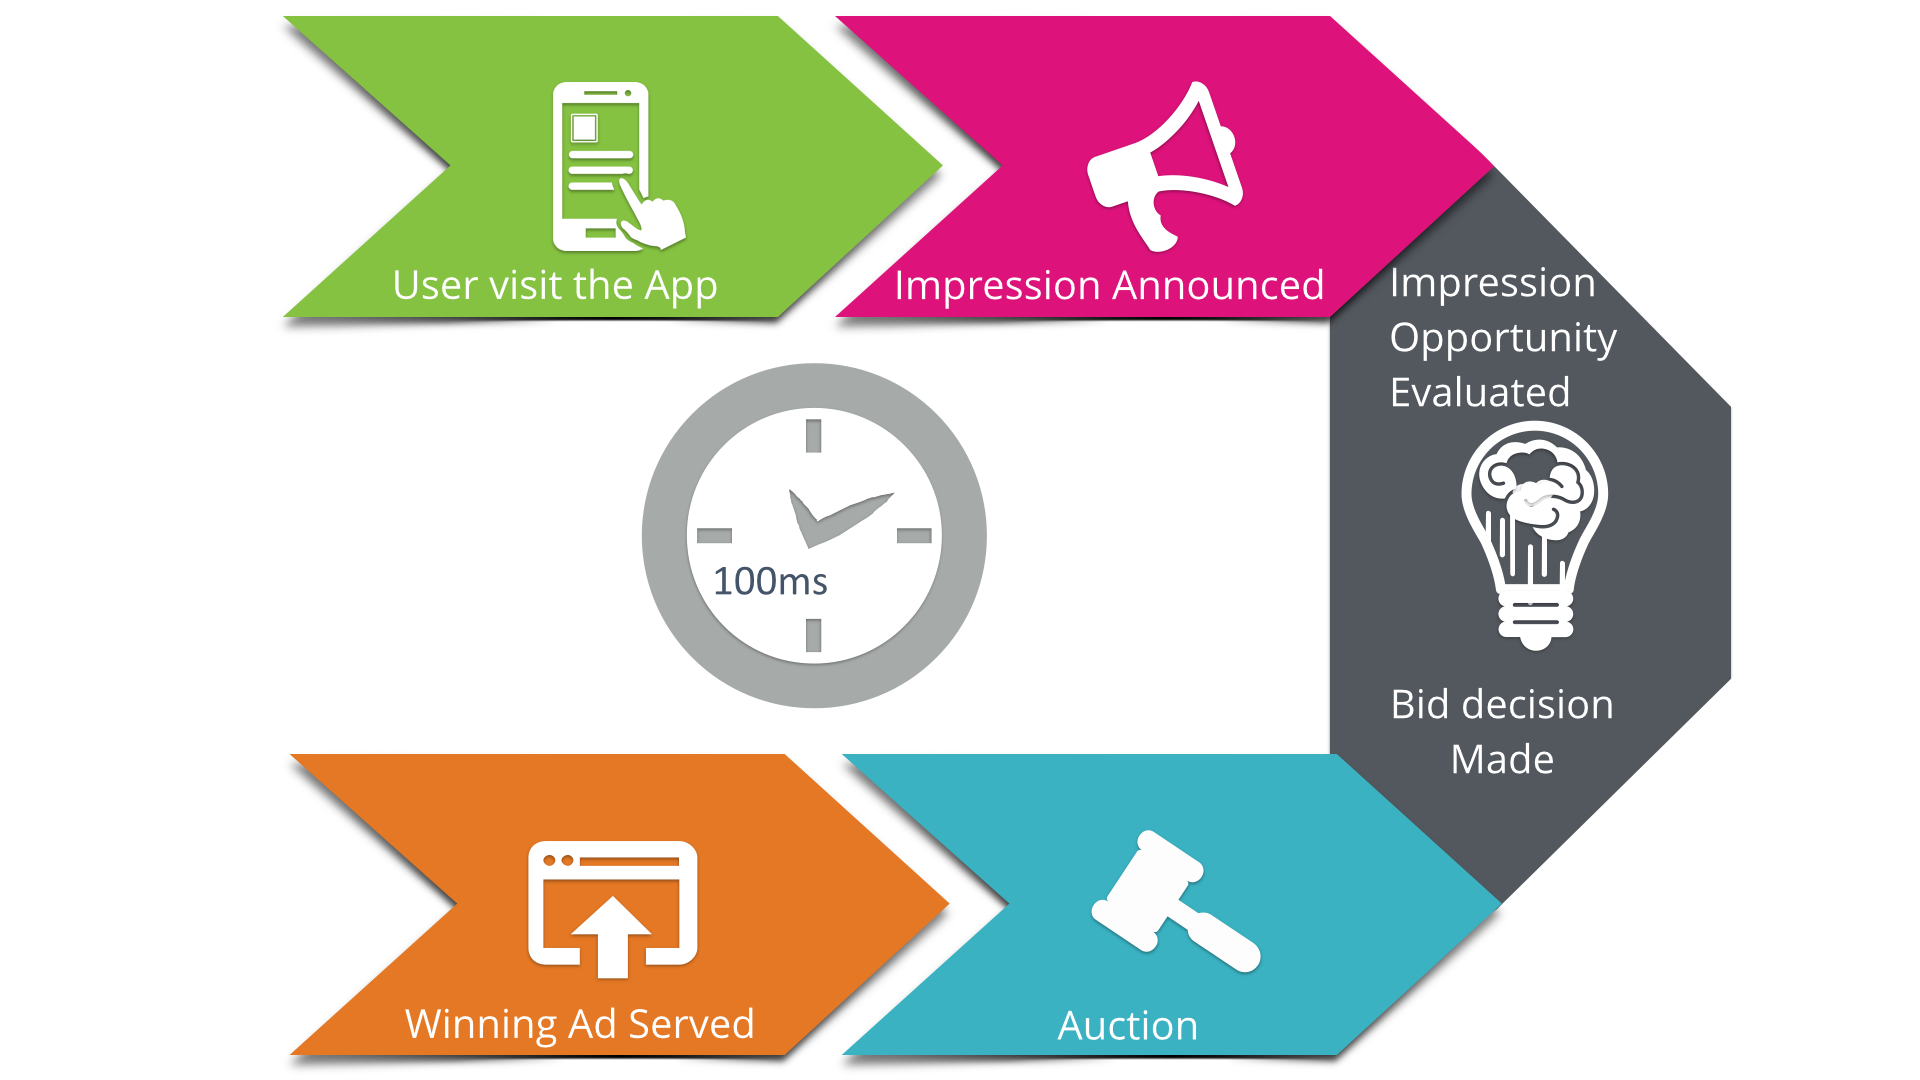 User visit the App
Impression Announced
Impression
Opportunity
Evaluated
100ms
Bid decision
Made
Winning Ad Served
Auction